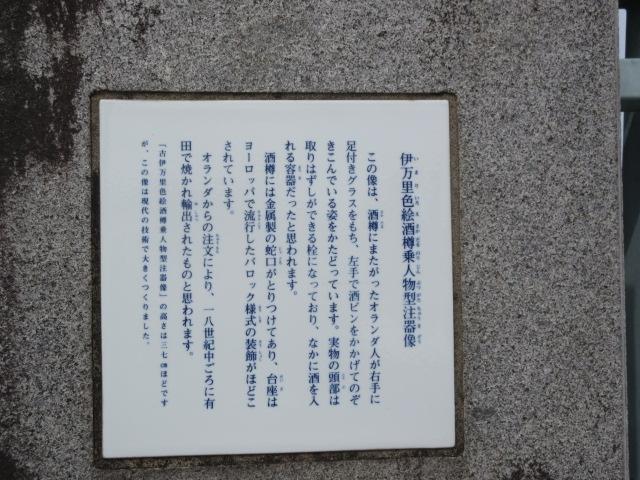 伊万里色絵酒樽乗人物型注器像
この像は、酒樽にまたがったオランダ人が右手に
足付きグラスをもち、左手で酒ビンをかかげてのぞ
きこんでいる姿をかたどっています。実物の頭部は
取りはずしができる栓になっており、なかに酒を入
れる容器だったと思われます。
酒樽には金属製の蛇口がとりつけてあり、台座は
ヨーロッパで流行したバロック様式の装飾がほどこ
されています。
オランダからの注文により、一八世紀中ごろに有
田で焼かれ輸出されたものと思われます。
「古伊万里色絵酒樽乗人物型注器像」の高さは三七㎝ほどです
が、この像は現代の技術で大きくつくりました。